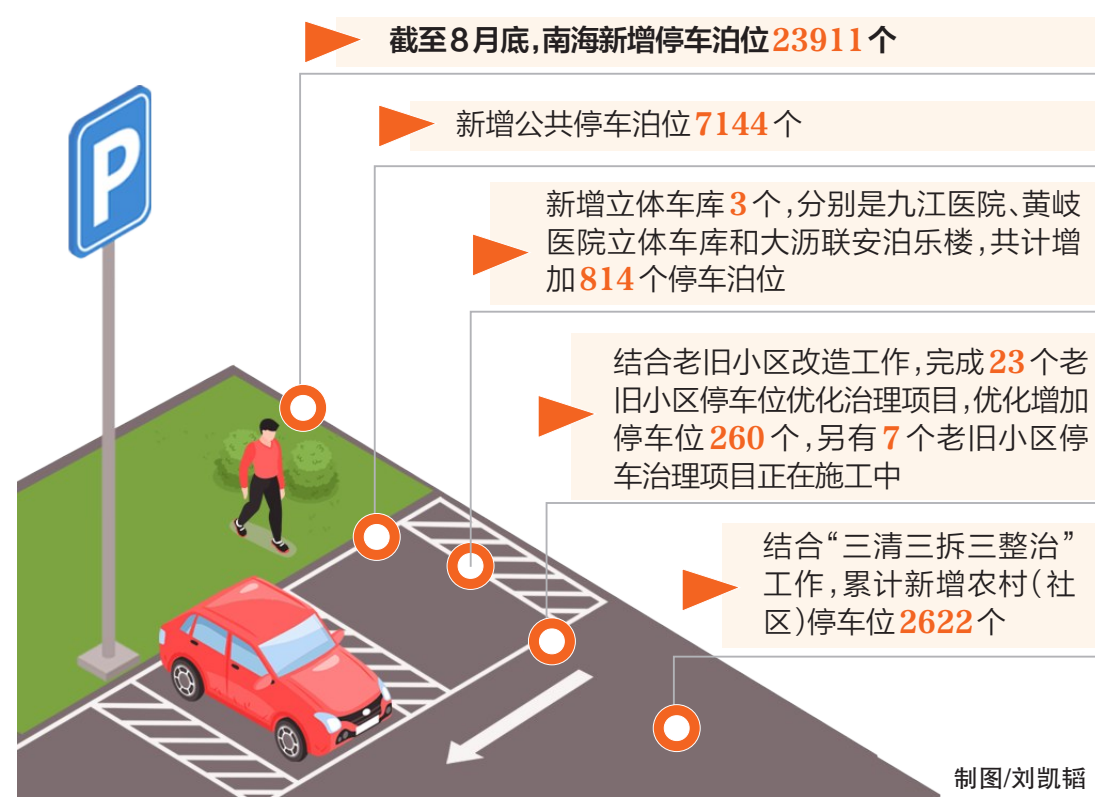 截至8月底,南海新增停车泊位23911个
P
新增公共停车泊位7144个
新增立体车库3个,分别是九江医院、黄岐
医院立体车库和大沥联安泊乐楼,共计增
加814个停车泊位
结合老旧小区改造工作,完成23个老
旧小区停车位优化治理项目,优化增加
停车位260个,另有7个老旧小区停
车治理项目正在施工中
结合“三清三拆三整治”
工作,累计新增农村(社
区)停车位2622个
制图/刘凯韬